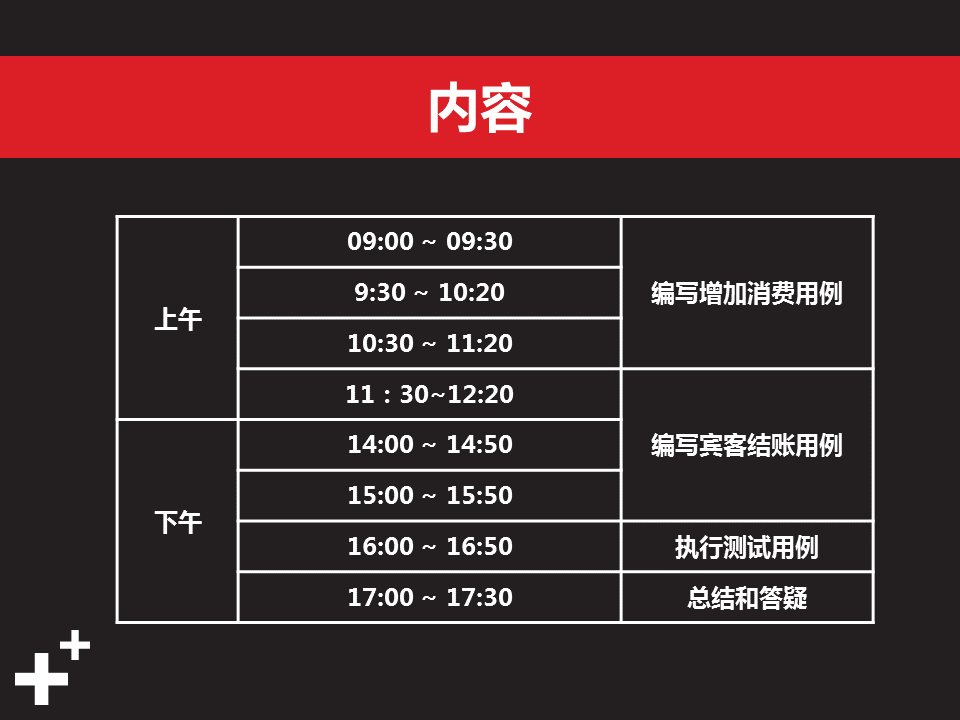 内容
上午
09:00 ~ 09:30
编写增加消费用例
9:30 ~ 10:20
10:30 ~ 11:20
11：30~12:20
编写宾客结账用例
下午
14:00 ~ 14:50
15:00 ~ 15:50
16:00 ~ 16:50
执行测试用例
17:00 ~ 17:30
总结和答疑